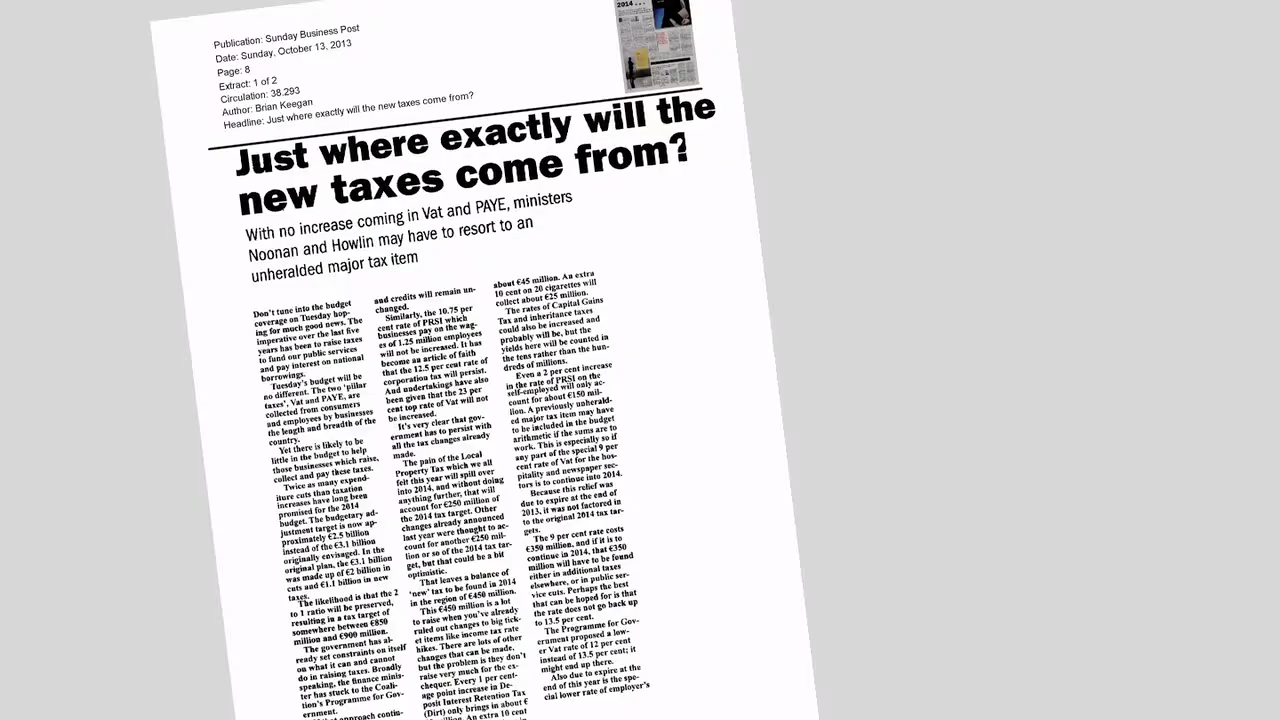 Publication: Sunday Business Post
Date: Sunday, October 13, 2013
Page: 8
Extract: 1 of 2
Circulation: 38.293
Author: Brian Keegan
Headline: Just where exactly will the new taxes come from?
2014
Just where exactly will the
new taxes come from?
With no increase coming in Vat and PAYE, ministers
Noonan and Howlin may have to resort to an
unheralded major tax item
Don't tune into the budget
coverage on Tuesday hop-
ing for much good news. The
imperative over the last five
years has been to raise taxes
to fund our public services
and pay interest on national
borrowings.
Tuesday's budget will be
no different. The two 'pillar
taxes', Vat and PAYE, are
collected from consumers
and employees by businesses
the length and breadth of the
country.
Yet there is likely to be
little in the budget to help
those businesses which raise,
collect and pay these taxes.
Twice as many expend-
iture cuts than taxation
increases have long been
promised for the 2014
budget. The budgetary ad-
justment target is now ap-
proximately €2.5 billion
instead of the €3.1 billion
originally envisaged. In the
original plan, the €3.1 billion
was made up of €2 billion in
cuts and €1.1 billion in new
taxes.
The likelihood is that the 2
to 1 ratio will be preserved,
resulting in a tax target of
somewhere between €850
million and €900 million.
The government has al-
ready set constraints on itself
on what it can and cannot
do in raising taxes. Broadly
speaking, the finance minis-
ter has stuck to the Coali-
tion's Programme for Gov-
ernment.
that approach contin-
and credits will remain un-
changed.
Similarly, the 10.75 per
cent rate of PRSI which
businesses pay on the wag-
es of 1.25 million employees
will not be increased. It has
become an article of faith
that the 12.5 per cent rate of
corporation tax will persist.
And undertakings have also
been given that the 23 per
cent top rate of Vat will not
be increased.
It's very clear that gov-
ernment has to persist with
all the tax changes already
made.
The pain of the Local
Property Tax which we all
felt this year will spill over
into 2014, and without doing
anything further, that will
account for €250 million of
the 2014 tax target. Other
changes already announced
last year were thought to ac-
count for another €250 mil-
lion or so of the 2014 tax tar-
get, but that could be a bit
optimistic.
That leaves a balance of
'new' tax to be found in 2014
in the region of €450 million.
This €450 million is a lot
to raise when you've already
ruled out changes to big tick-
et items like income tax rate
hikes. There are lots of other
changes that can be made,
but the problem is they don't
raise very much for the ex-
chequer. Every 1 per cent-
age point increase in De-
posit Interest Retention Tax
(Dirt) only brings in about €
million. An extra 10 cent
about €45 million. An extra
10 cent on 20 cigarettes will
collect about €25 million.
The rates of Capital Gains
Tax and inheritance taxes
could also be increased and
probably will be, but the
yields here will be counted in
the tens rather than the hun-
dreds of millions.
Even a 2 per cent increase
in the rate of PRSI on the
self-employed will only ac-
count for about €150 mil-
lion. A previously unherald-
ed major tax item may have
to be included in the budget
arithmetic if the sums are to
work. This is especially so if
any part of the special 9 per
cent rate of Vat for the hos-
pitality and newspaper sec-
tors is to continue into 2014.
Because this relief was
due to expire at the end of
2013, it was not factored in
to the original 2014 tax tar-
gets.
The 9 per cent rate costs
€350 million, and if it is to
continue in 2014, that €350
million will have to be found
either in additional taxes
elsewhere, or in public ser-
vice cuts. Perhaps the best
that can be hoped for is that
the rate does not go back up
to 13.5 per cent.
The Programme for Gov-
ernment proposed a low-
er Vat rate of 12 per cent
instead of 13.5 per cent; it
might end up there.
Also due to expire at the
end of this year is the spe-
cial lower rate of employer's